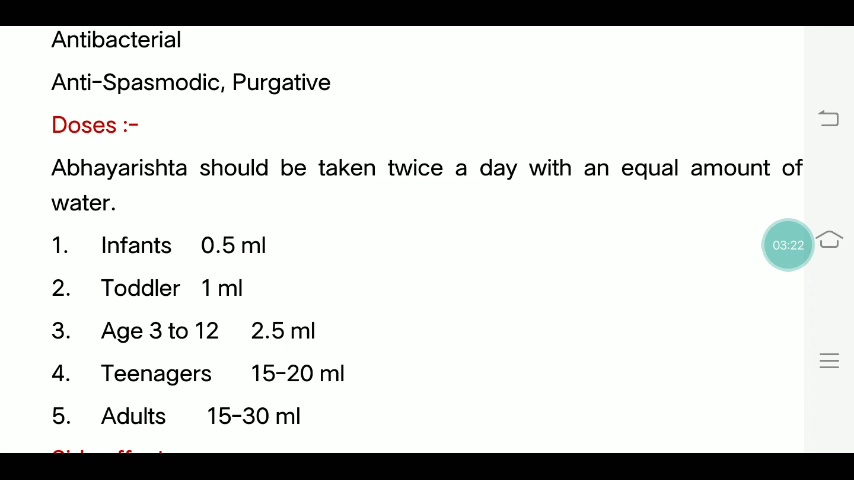 Antibacterial
Anti-Spasmodic, Purgative
Doses :-
Abhayarishta should be taken twice a day with an equal amount of
water.
1. Infants 0.5 ml
2. Toddler 1 ml
3. Age 3 to 12 2.5 ml
4. Teenagers 15-20 ml
5. Adults 15-30 ml
03:22